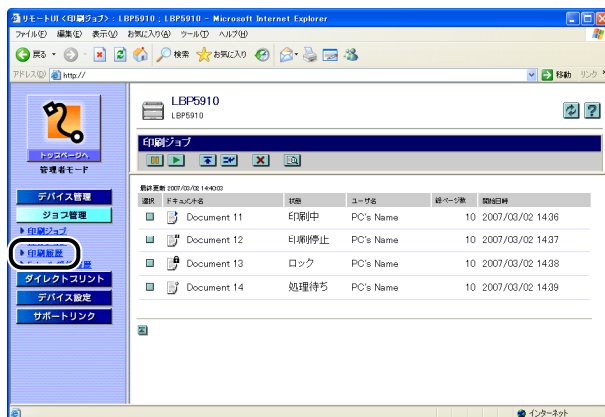 リモートUI <印刷ジョブ> : LBP5910 ; LBP5910 - Microsoft Internet Explorer
ファイル(F) 編集(E) 表示(V) お気に入り(A) ツール(T) ヘルプ(H)
戻る 検索 お気に入り
アドレス(D) http:// 移動 リンク
LBP5910
LBP5910
トップページへ
管理者モード
印刷ジョブ
デバイス管理
ジョブ管理
印刷ジョブ
印刷履歴
ダイレクトプリント
デバイス設定
サポートリンク
最終更新 2007/03/02 14:40:03
選択 ドキュメント名 状態 ユーザ名 総ページ数 開始日時
Document 11 印刷中 PC's Name 10 2007/03/02 14:36
Document 12 印刷停止 PC's Name 10 2007/03/02 14:37
Document 13 ロック PC's Name 10 2007/03/02 14:38
Document 14 処理待ち PC's Name 10 2007/03/02 14:39
インターネット